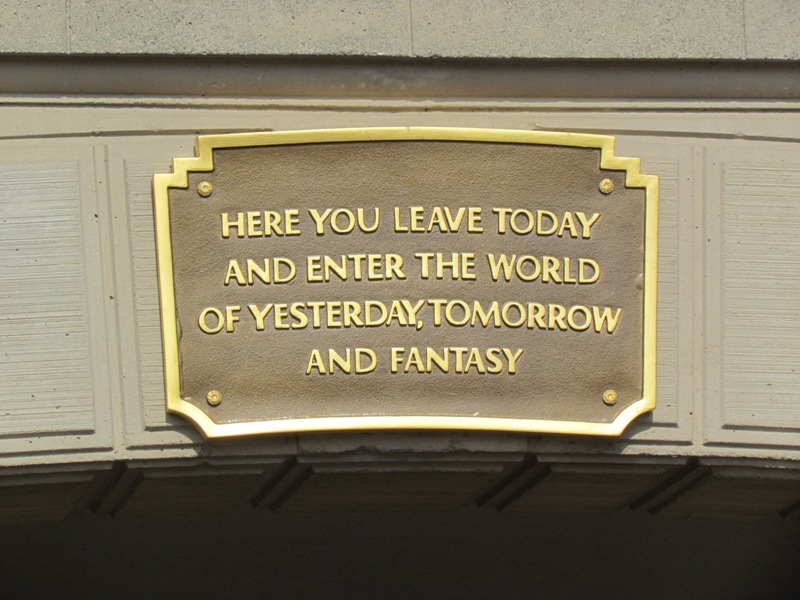 HERE YOU LEAVE TODAY
AND ENTER THE WORLD
OF YESTERDAY, TOMORROW
AND FANTASY